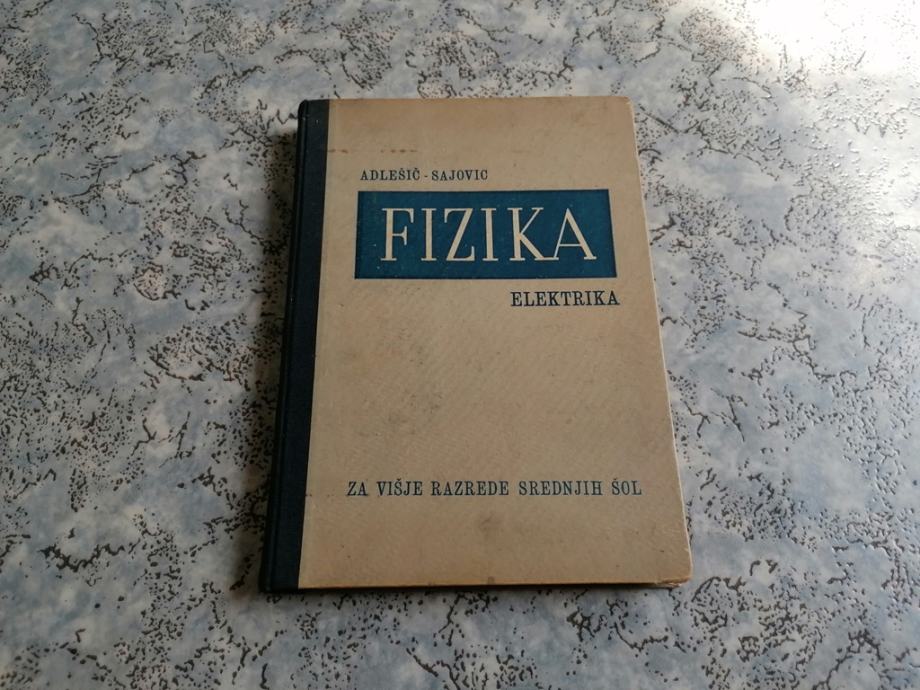 ADLEŠIČ - SAJOVIC
FIZIKA
ELEKTRIKA
ZA VIŠJE RAZREDE SREDNJIH ŠOL